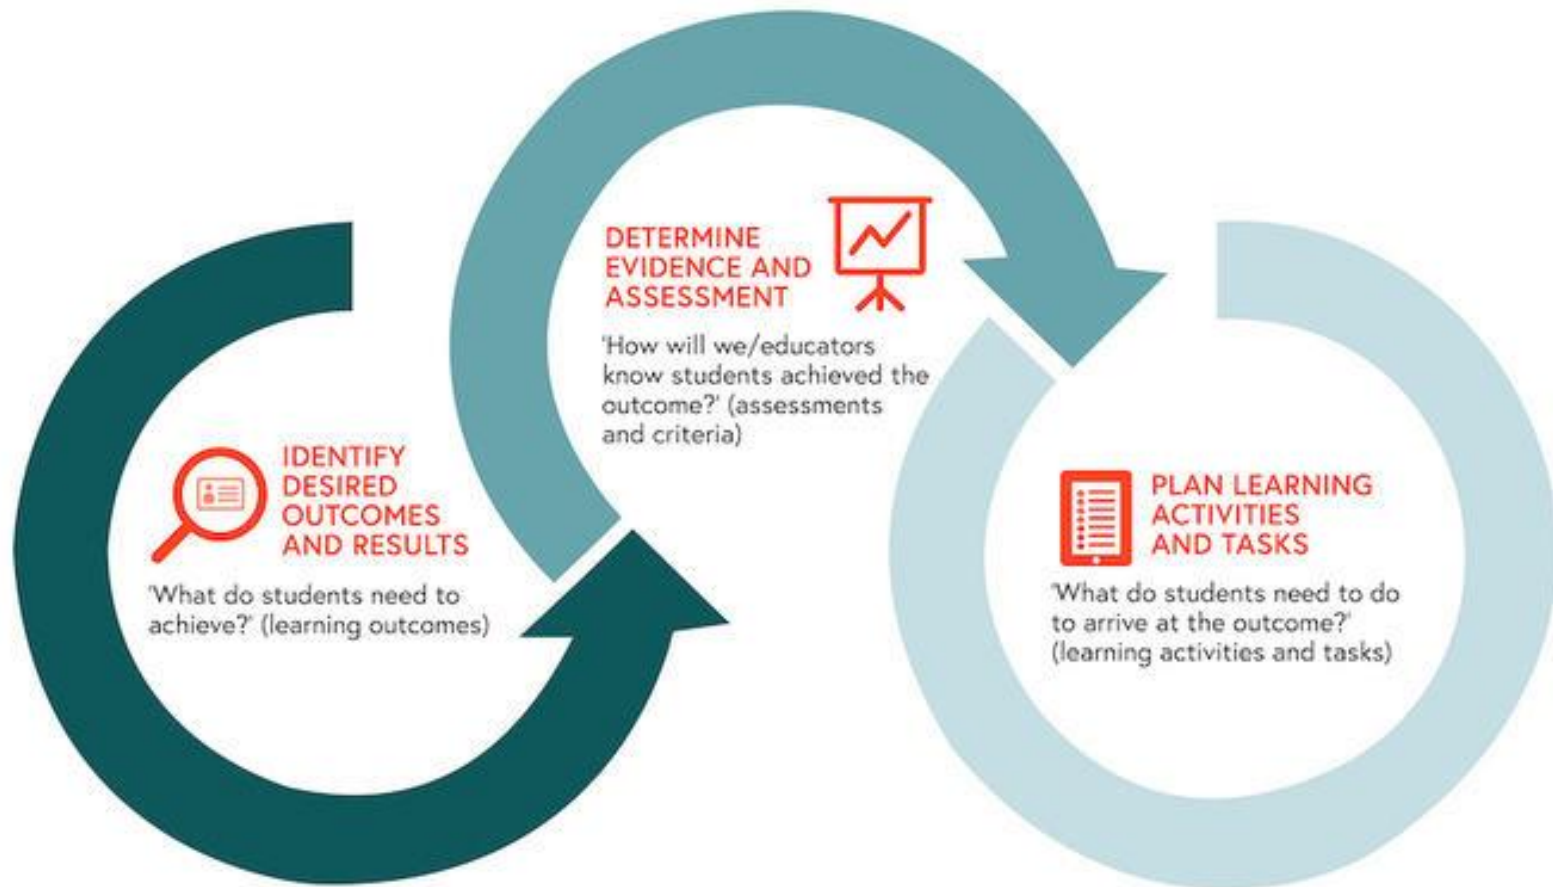 IDENTIFY
DESIRED
OUTCOMES
AND RESULTS
'What do students need to
achieve?' (learning outcomes)
DETERMINE
EVIDENCE AND
ASSESSMENT
'How will we/educators
know students achieved the
outcome?' (assessments
and criteria)
PLAN LEARNING
ACTIVITIES
AND TASKS
'What do students need to do
to arrive at the outcome?'
(learning activities and tasks)